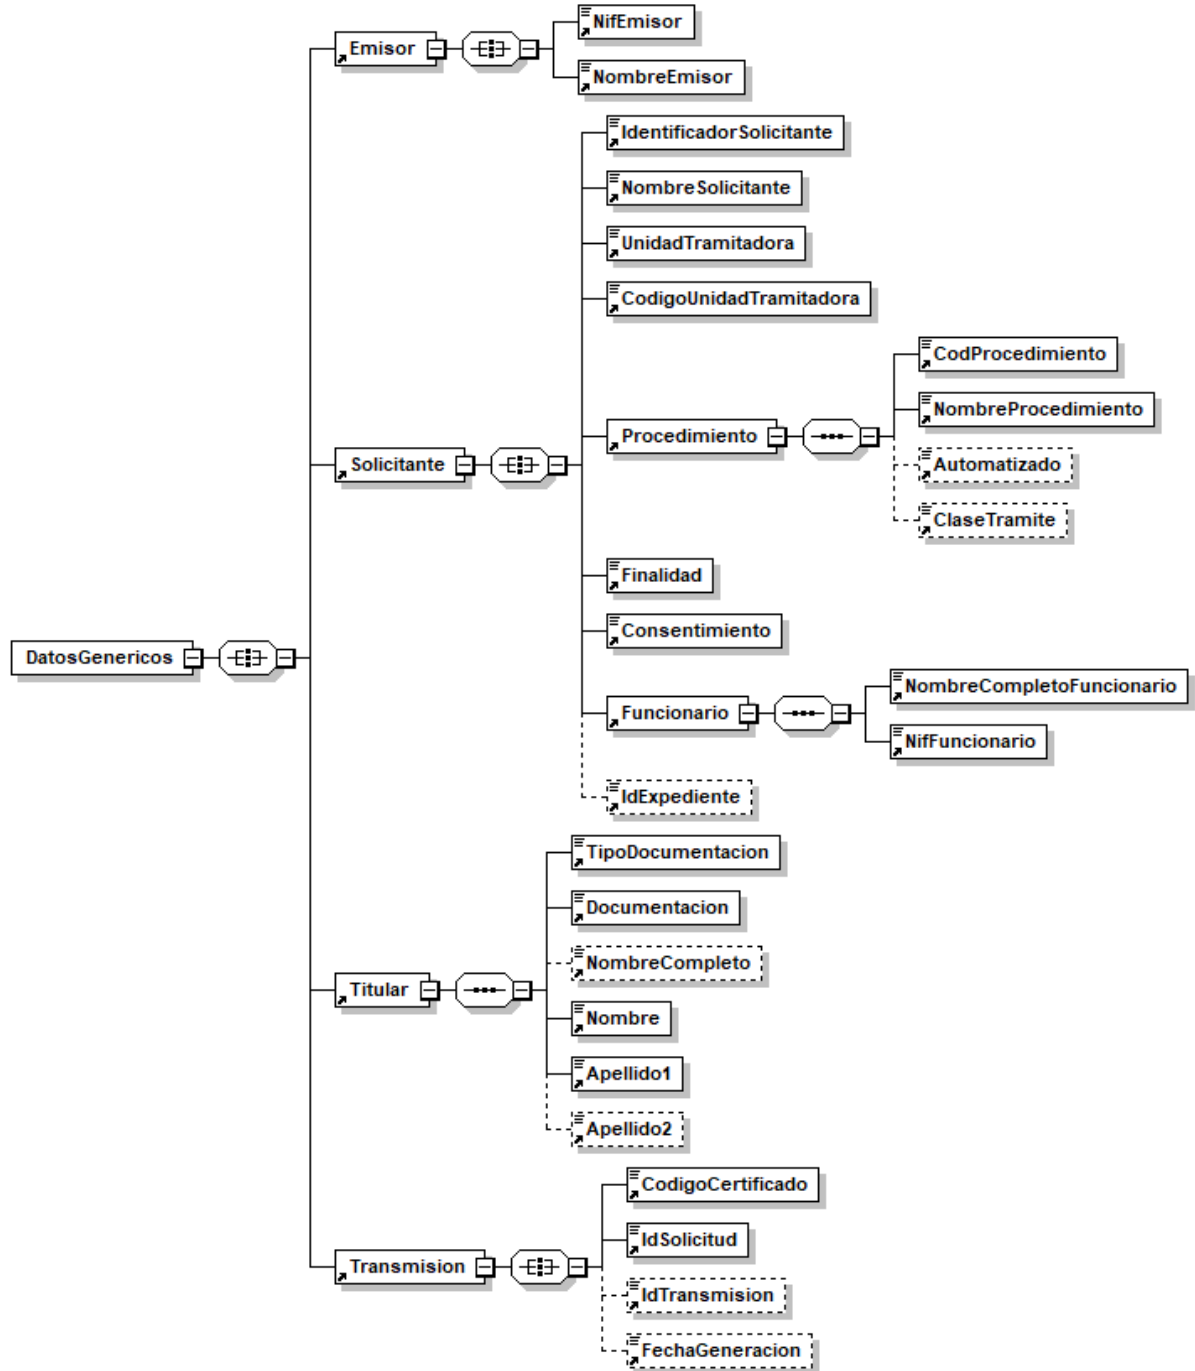 NifEmisor
Emisor
NombreEmisor
IdentificadorSolicitante
NombreSolicitante
UnidadTramitadora
CodigoUnidadTramitadora
CodProcedimiento
NombreProcedimiento
Procedimiento
Solicitante
Automatizado
ClaseTramite
Finalidad
Consentimiento
DatosGenericos
NombreCompletoFuncionario
Funcionario
NifFuncionario
IdExpediente
TipoDocumentacion
Documentacion
NombreCompleto
Titular
Nombre
Apellido1
Apellido2
CodigoCertificado
IdSolicitud
Transmision
IdTransmision
FechaGeneracion